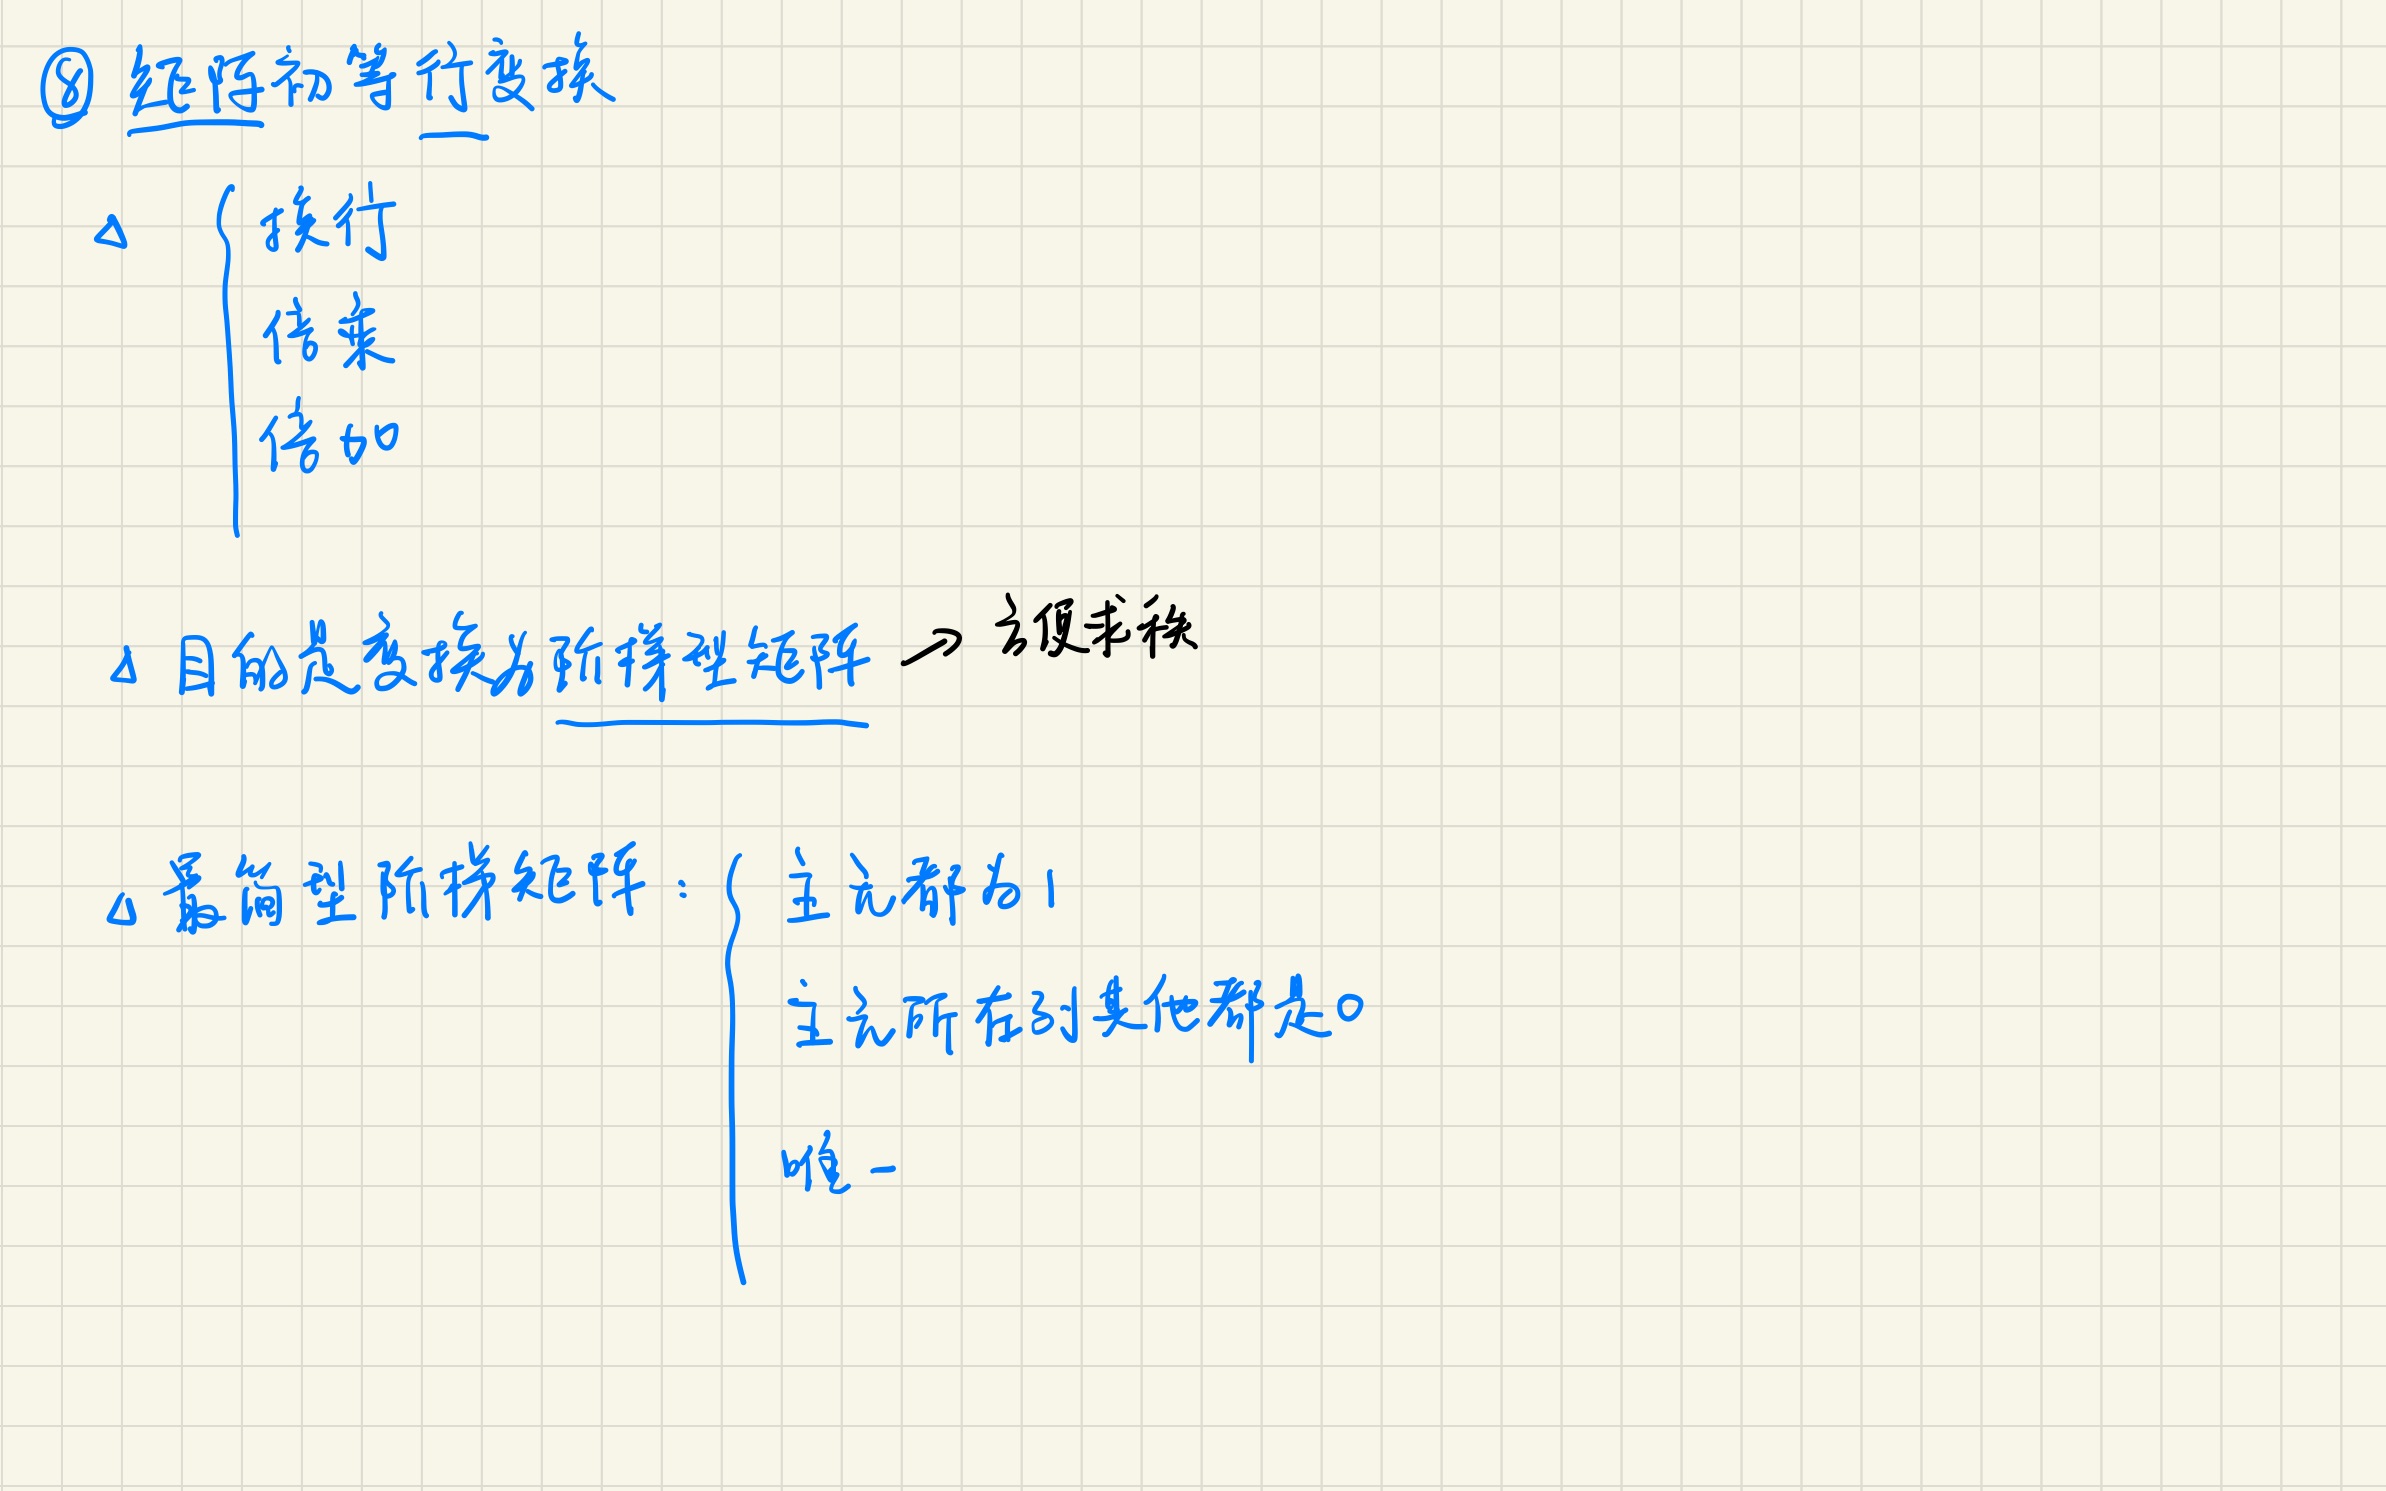 ⑧ 矩阵初等行变换
△ 换行
倍乘
倍加
△ 目的是变换为阶梯型矩阵 → 方便求秩
△ 最简型阶梯矩阵：主元都为1
主元所在列其他都是0
唯一